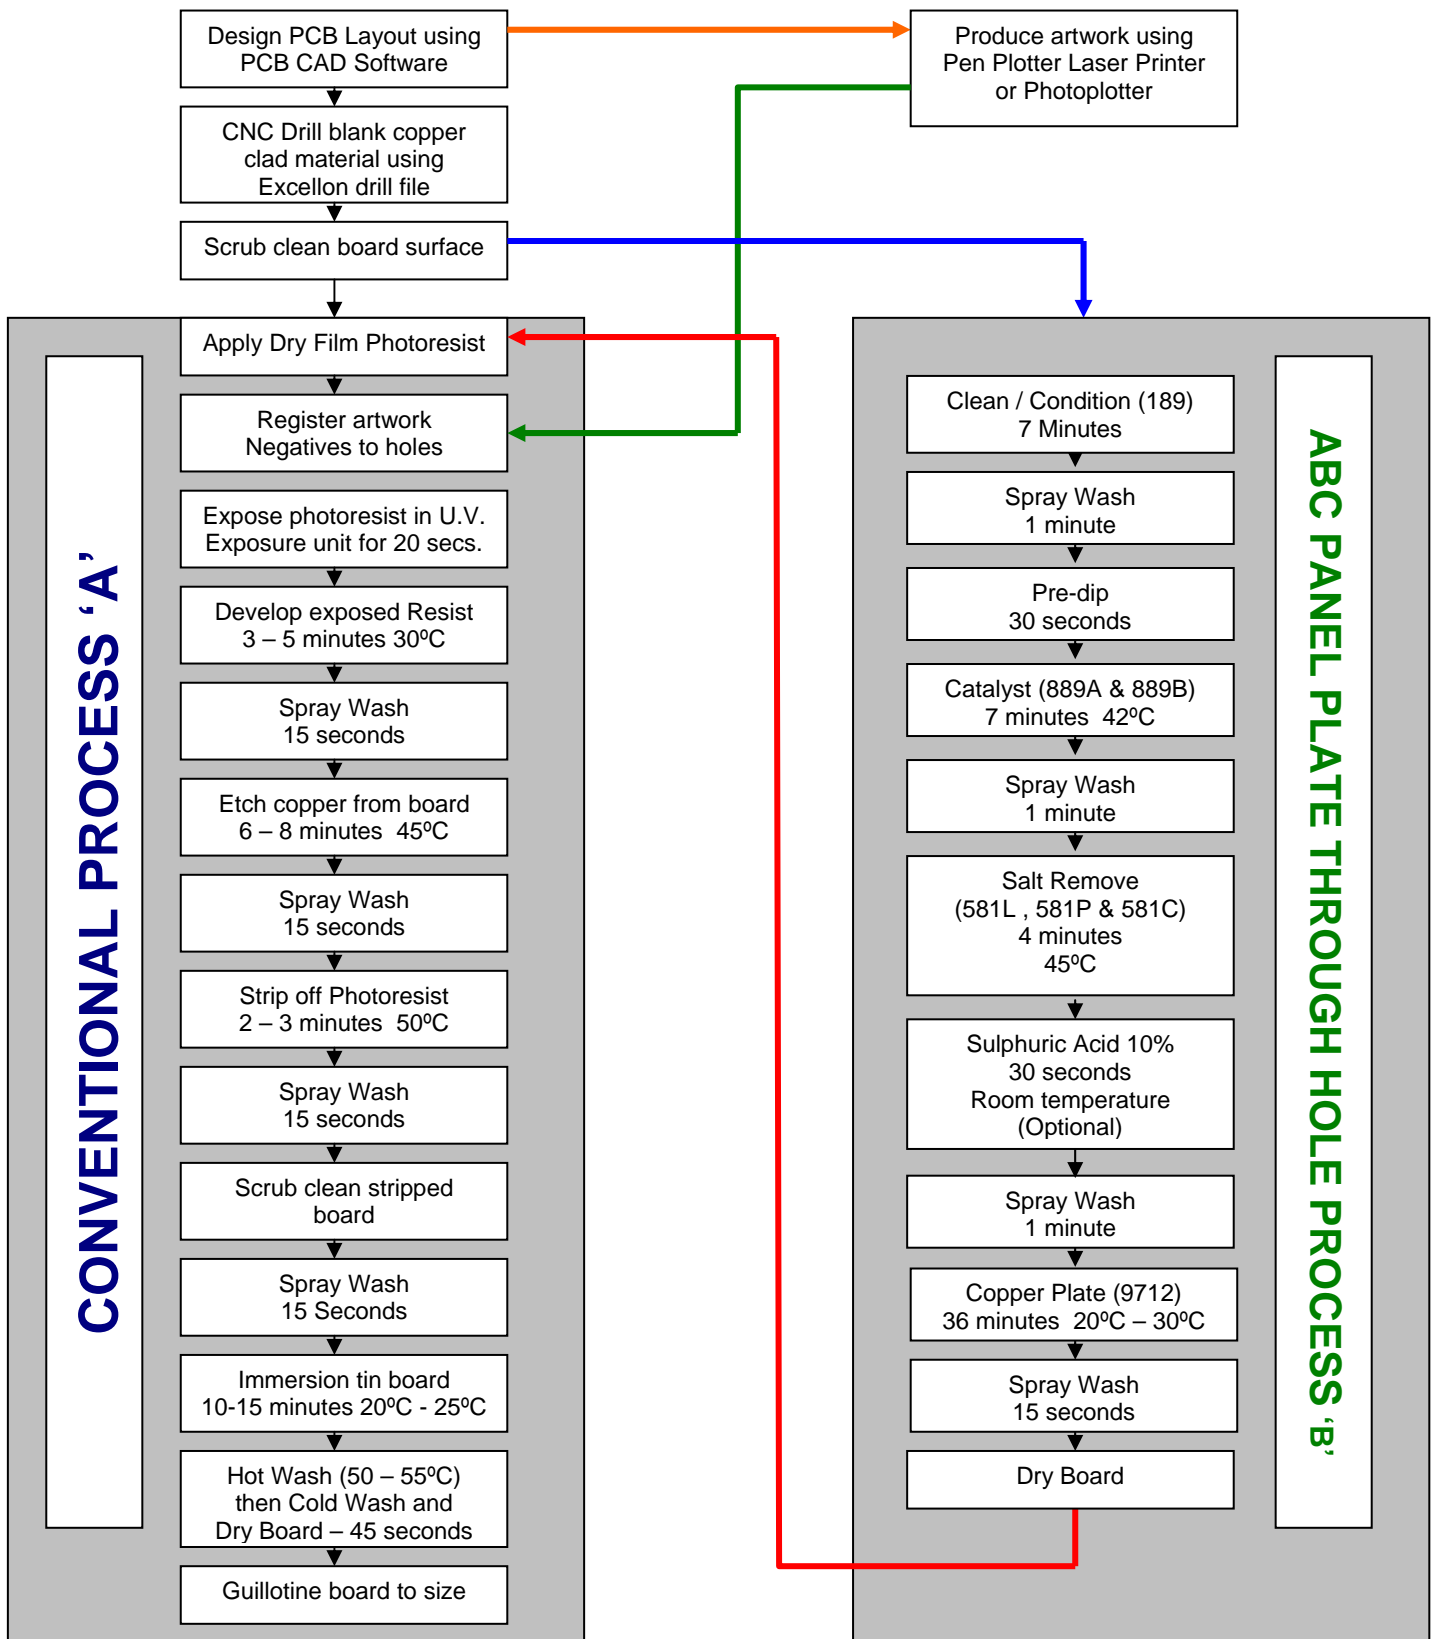 Design PCB Layout using
PCB CAD Software
Produce artwork using
Pen Plotter Laser Printer
or Photoplotter
CNC Drill blank copper
clad material using
Excellon drill file
Scrub clean board surface
CONVENTIONAL PROCESS ‘A’
Apply Dry Film Photoresist
Register artwork
Negatives to holes
Expose photoresist in U.V.
Exposure unit for 20 secs.
Develop exposed Resist
3 – 5 minutes 30ºC
Spray Wash
15 seconds
Etch copper from board
6 – 8 minutes  45ºC
Spray Wash
15 seconds
Strip off Photoresist
2 – 3 minutes  50ºC
Spray Wash
15 seconds
Scrub clean stripped
board
Spray Wash
15 Seconds
Immersion tin board
10-15 minutes 20ºC - 25ºC
Hot Wash (50 – 55ºC)
then Cold Wash and
Dry Board – 45 seconds
Guillotine board to size
Clean / Condition (189)
7 Minutes
Spray Wash
1 minute
Pre-dip
30 seconds
Catalyst (889A & 889B)
7 minutes  42ºC
Spray Wash
1 minute
Salt Remove
(581L , 581P & 581C)
4 minutes
45ºC
Sulphuric Acid 10%
30 seconds
Room temperature
(Optional)
Spray Wash
1 minute
Copper Plate (9712)
36 minutes  20ºC – 30ºC
Spray Wash
15 seconds
Dry Board
ABC PANEL PLATE THROUGH HOLE PROCESS ‘B’